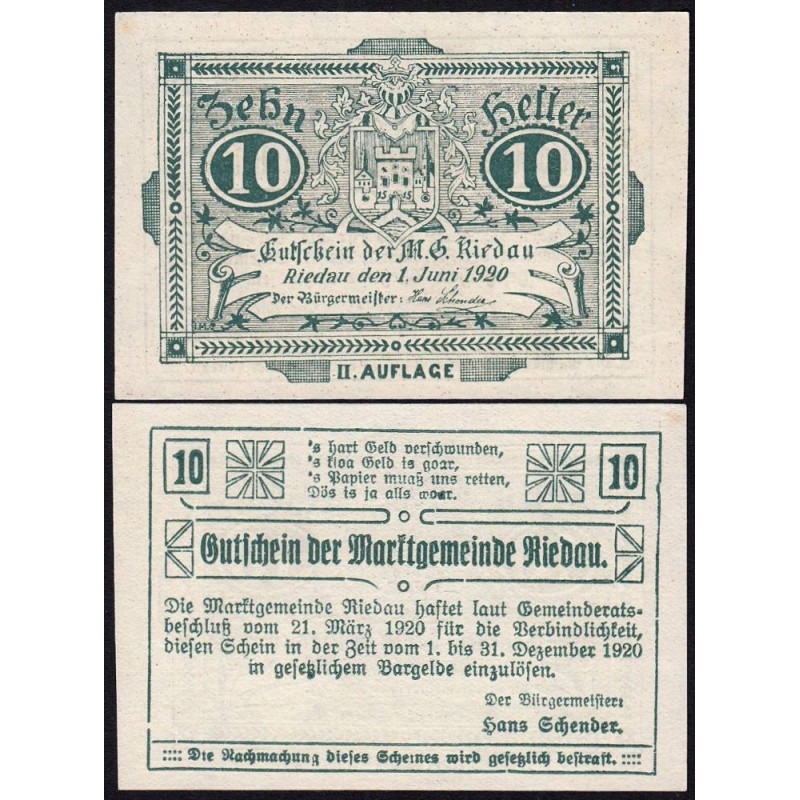 Zehn Heller
10 10
15 15
Gutschein der M. G. Riedau
Riedau den 1. Juni 1920
Der Bürgermeister: Hans Schender
II. AUFLAGE
10 's hart Geld verschwunden, 10
's kloa Geld is goar,
's Papier muaß uns retten,
Dös is ja alls woar.
Gutschein der Marktgemeinde Riedau.
Die Marktgemeinde Riedau haftet laut Gemeinderats-
beschluß vom 21. März 1920 für die Verbindlichkeit,
diesen Schein in der Zeit vom 1. bis 31. Dezember 1920
in gesetzlichem Bargelde einzulösen.
Der Bürgermeister:
Hans Schender.
:::: Die Nachmachung dieses Scheines wird gesetzlich bestraft. ::::